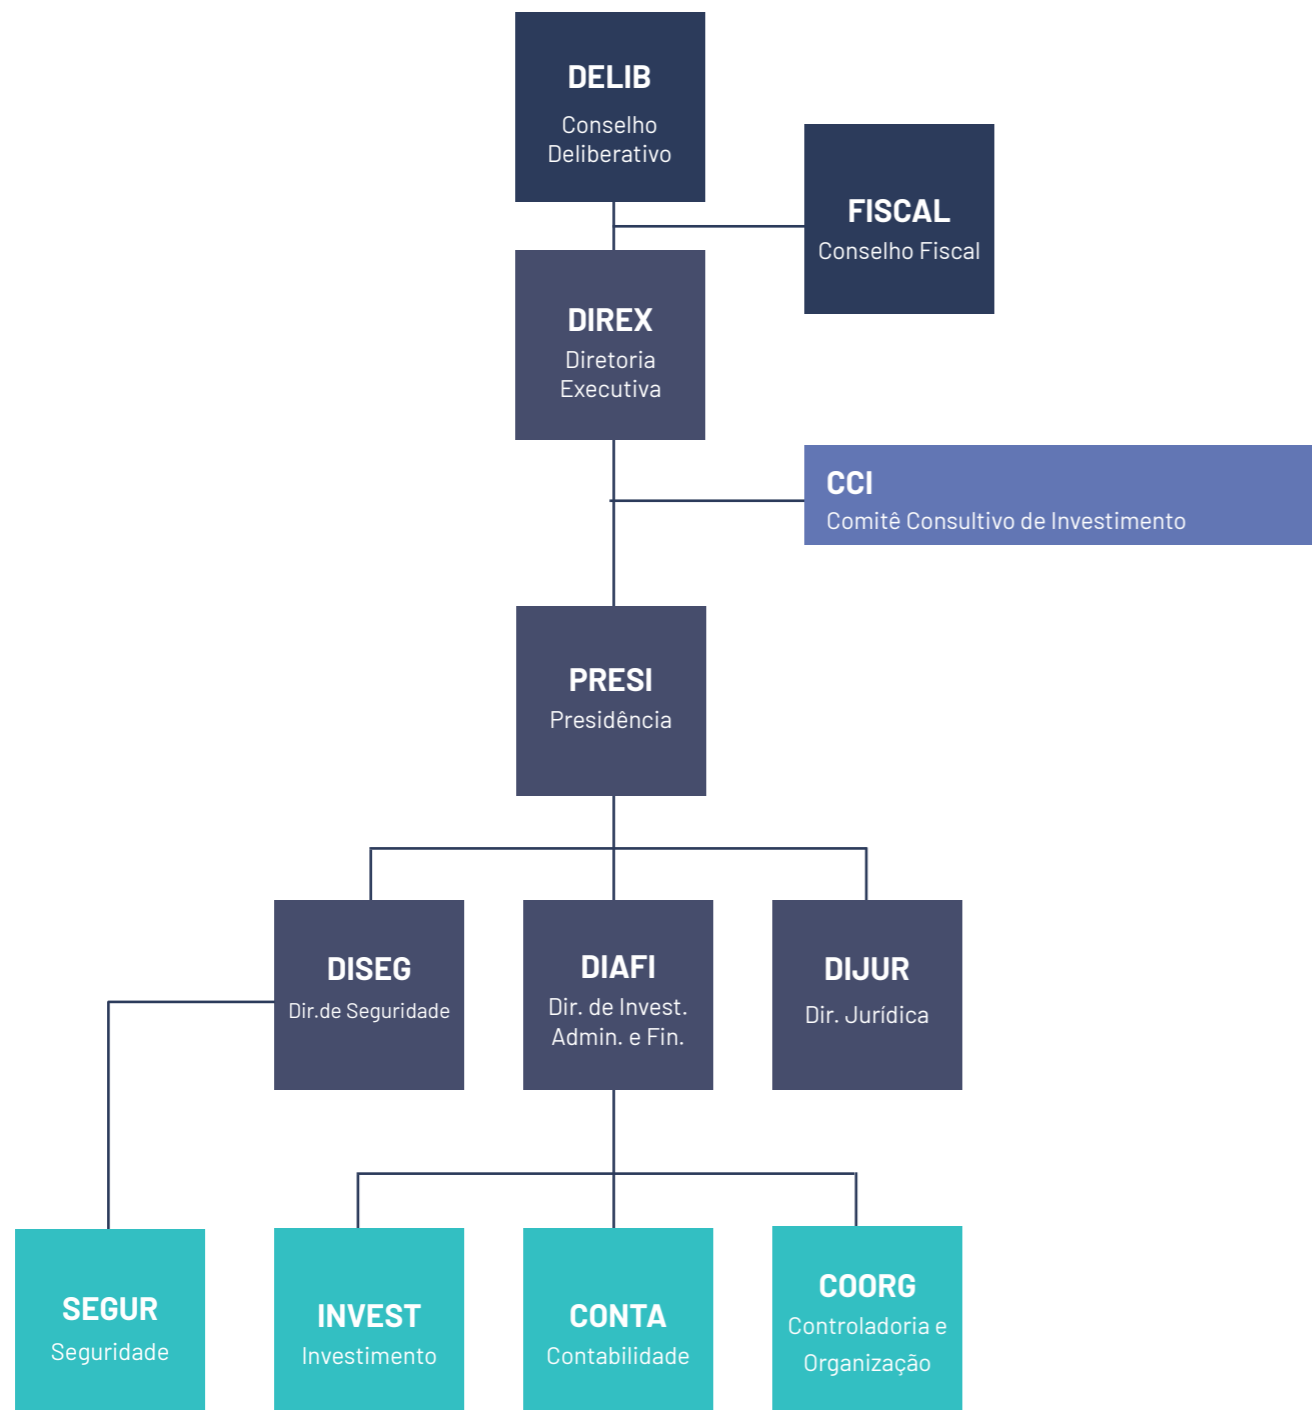 DELIB
Conselho
Deliberativo
FISCAL
Conselho Fiscal
DIREX
Diretoria
Executiva
CCI
Comitê Consultivo de Investimento
PRESI
Presidência
DISEG
Dir.de Seguridade
DIAFI
Dir. de Invest.
Admin. e Fin.
DIJUR
Dir. Jurídica
SEGUR
Seguridade
INVEST
Investimento
CONTA
Contabilidade
COORG
Controladoria e
Organização